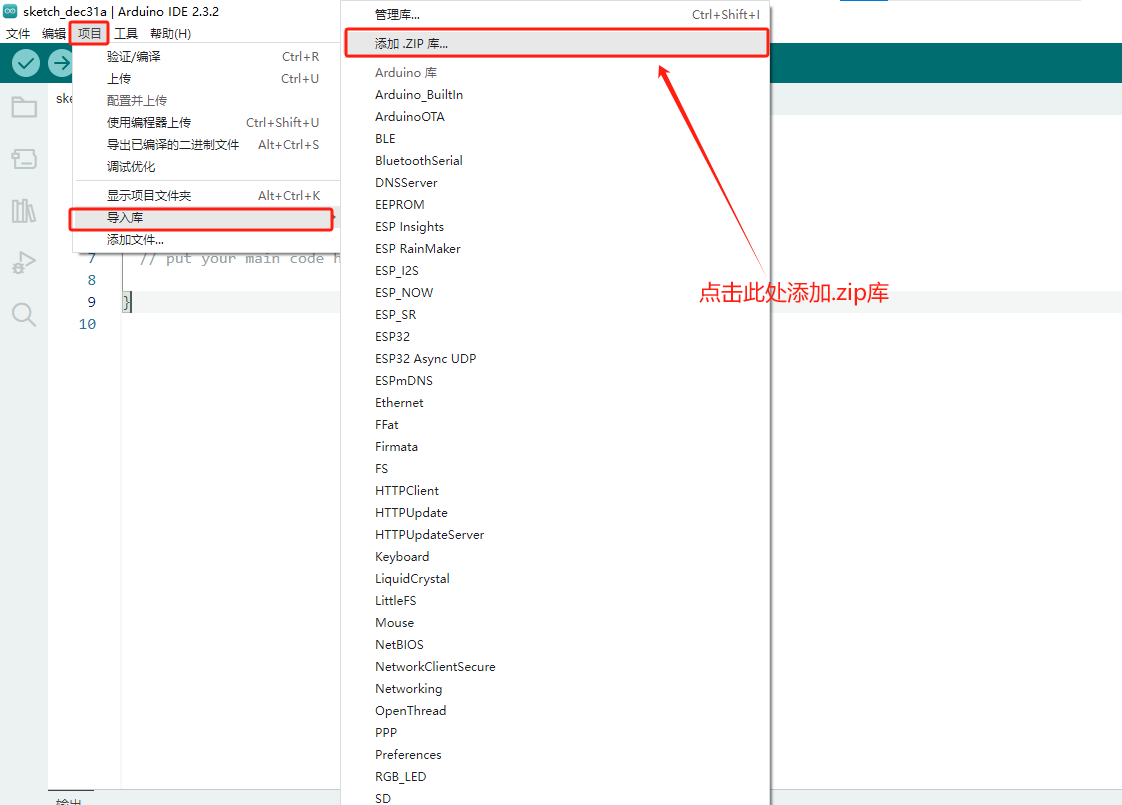 sketch_dec31a | Arduino IDE 2.3.2
文件 编辑 项目 工具 帮助(H)
验证/编译 Ctrl+R
上传 Ctrl+U
配置并上传
使用编程器上传 Ctrl+Shift+U
导出已编译的二进制文件 Alt+Ctrl+S
调试优化
显示项目文件夹 Alt+Ctrl+K
导入库
添加文件...
管理库... Ctrl+Shift+I
添加 .ZIP 库...
Arduino 库
Arduino_BuiltIn
ArduinoOTA
BLE
BluetoothSerial
DNSServer
EEPROM
ESP Insights
ESP RainMaker
ESP_I2S
ESP_NOW
ESP_SR
ESP32
ESP32 Async UDP
ESPmDNS
Ethernet
FFat
Firmata
FS
HTTPClient
HTTPUpdate
HTTPUpdateServer
Keyboard
LiquidCrystal
LittleFS
Mouse
NetBIOS
NetworkClientSecure
Networking
OpenThread
PPP
Preferences
RGB_LED
SD
点击此处添加.zip库
ske
7 // put your main code h
8
9 }
10
输出